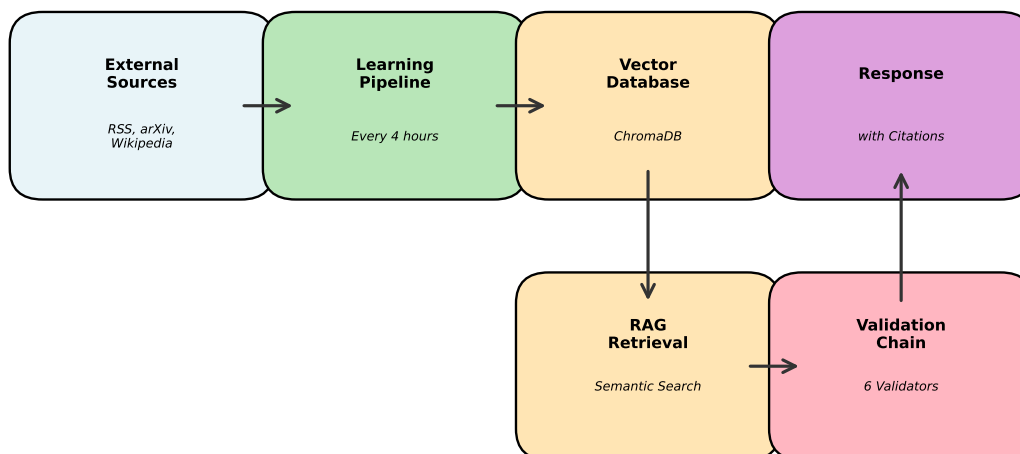 External
Sources
RSS, arXiv,
Wikipedia
Learning
Pipeline
Every 4 hours
Vector
Database
ChromaDB
Response
with Citations
RAG
Retrieval
Semantic Search
Validation
Chain
6 Validators